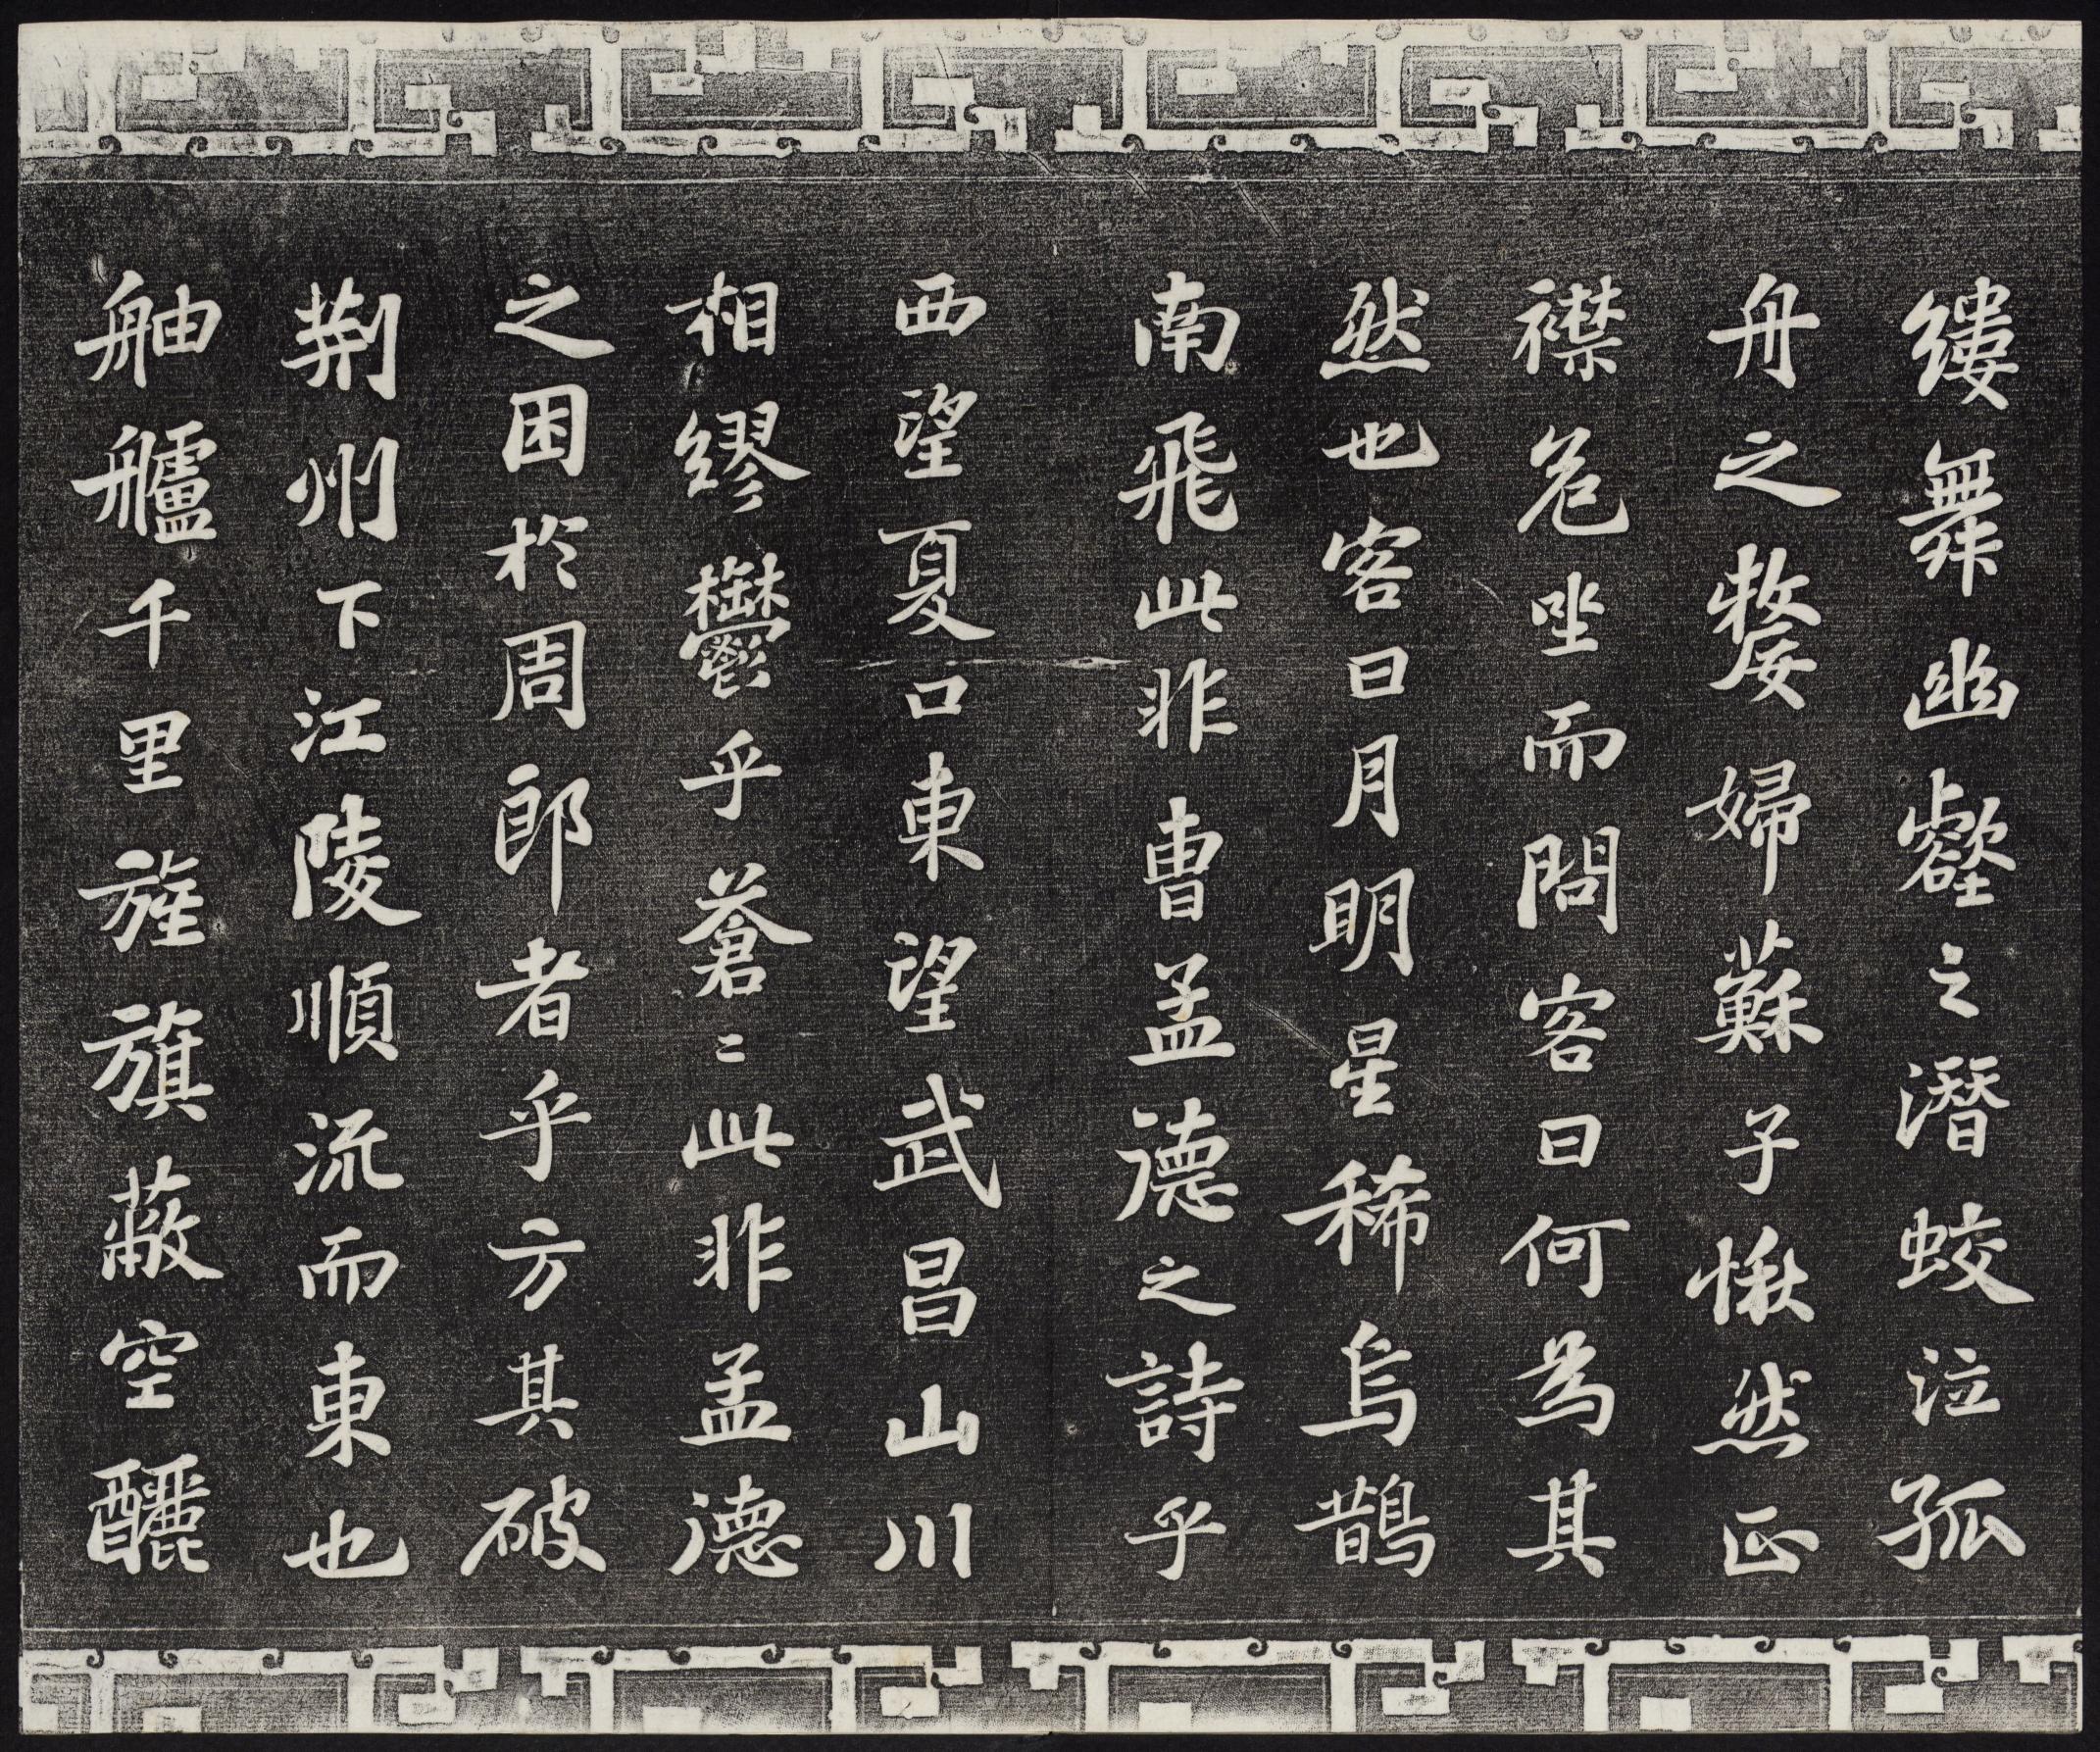 縷舞幽壑之潛蛟泣孤
舟之嫠婦蘇子愀然正
襟危坐而問客曰何為其
然也客曰月明星稀烏鵲
南飛此非曹孟德之詩乎
西望夏口東望武昌山川
相繆鬱乎蒼〻此非孟德
之困於周郎者乎方其破
荆州下江陵順流而東也
舳艫千里旌旗蔽空釃